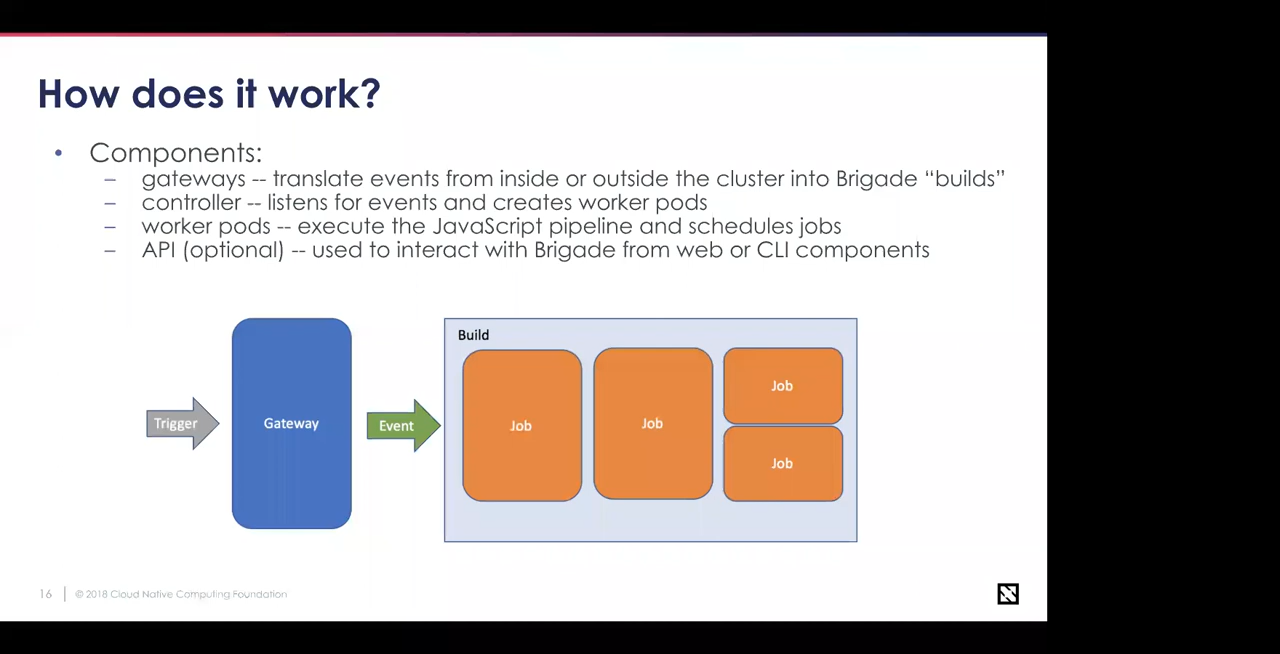 How does it work?
• Components:
– gateways -- translate events from inside or outside the cluster into Brigade “builds”
– controller -- listens for events and creates worker pods
– worker pods -- execute the JavaScript pipeline and schedules jobs
– API (optional) -- used to interact with Brigade from web or CLI components
Trigger
Gateway
Event
Build
Job
Job
Job
Job
16 | © 2018 Cloud Native Computing Foundation